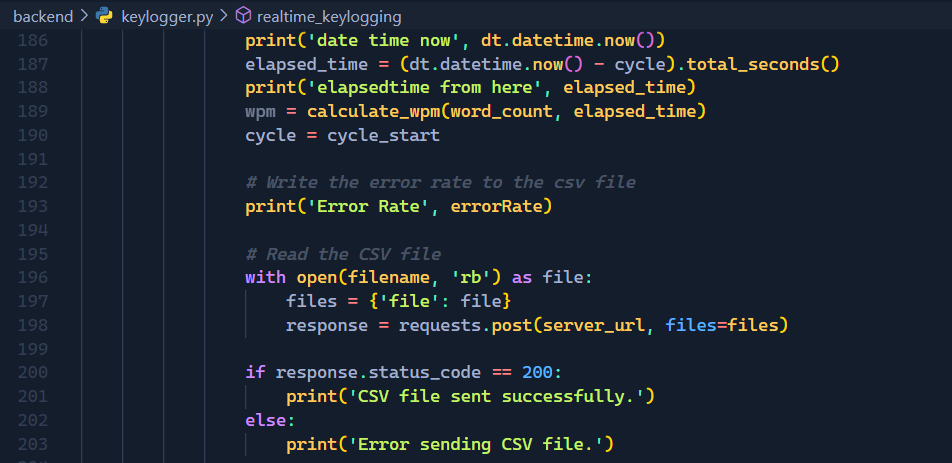 backend > keylogger.py > realtime_keylogging
186 print('date time now', dt.datetime.now())
187 elapsed_time = (dt.datetime.now() - cycle).total_seconds()
188 print('elapsedtime from here', elapsed_time)
189 wpm = calculate_wpm(word_count, elapsed_time)
190 cycle = cycle_start
191
192 # Write the error rate to the csv file
193 print('Error Rate', errorRate)
194
195 # Read the CSV file
196 with open(filename, 'rb') as file:
197     files = {'file': file}
198     response = requests.post(server_url, files=files)
199
200 if response.status_code == 200:
201     print('CSV file sent successfully.')
202 else:
203     print('Error sending CSV file.')